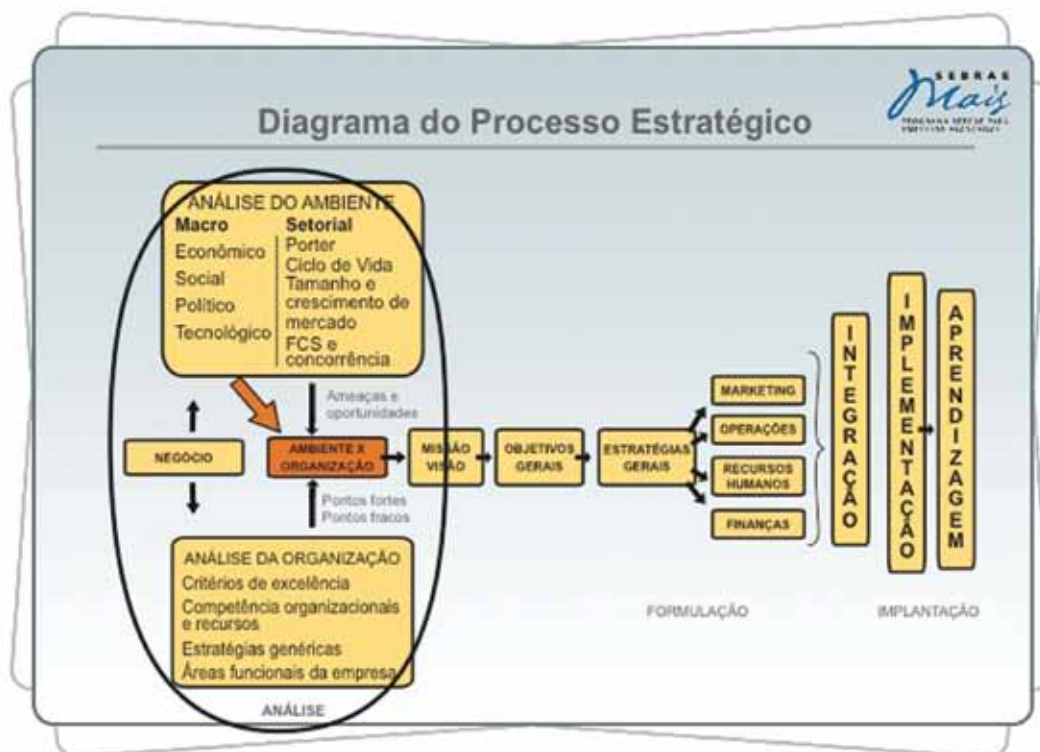 SEBRAE
Mais
Diagrama do Processo Estratégico
ANÁLISE DO AMBIENTE
Macro
Econômico
Social
Político
Tecnológico
Setorial
Porter
Ciclo de Vida
Tamanho e
crescimento de
mercado
FCS e
concorrência
Ameaças e
oportunidades
NEGÓCIO
AMBIENTE X
ORGANIZAÇÃO
MISSÃO
VISÃO
OBJETIVOS
GERAIS
ESTRATÉGIAS
GERAIS
MARKETING
OPERAÇÕES
RECURSOS
HUMANOS
FINANÇAS
INTEGRAÇÃO
IMPLEMENTAÇÃO
APRENDIZAGEM
Pontos fortes
Pontos fracos
ANÁLISE DA ORGANIZAÇÃO
Critérios de excelência
Competência organizacionais
e recursos
Estratégias genéricas
Áreas funcionais da empresa
ANÁLISE
FORMULAÇÃO
IMPLANTAÇÃO